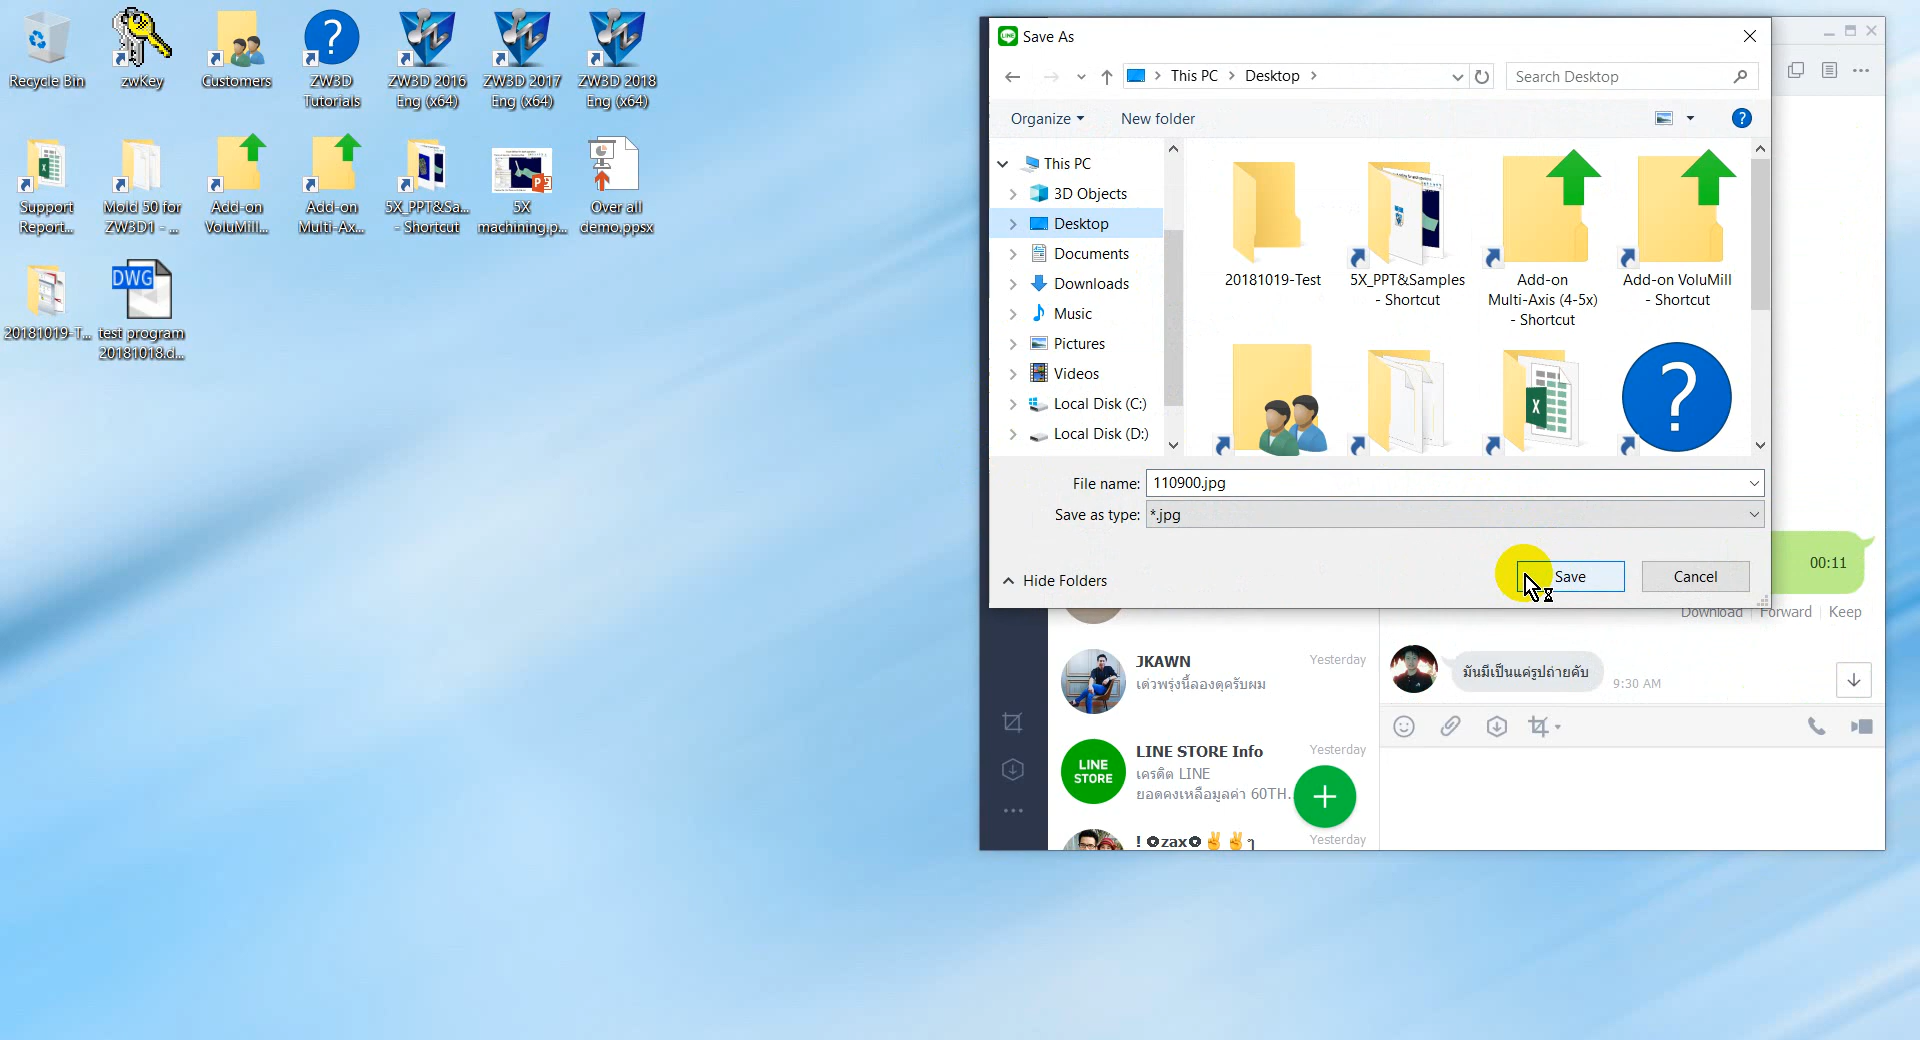 Recycle Bin
zwKey
Customers
ZW3D
Tutorials
ZW3D 2016
Eng (x64)
ZW3D 2017
Eng (x64)
ZW3D 2018
Eng (x64)
Support
Report...
Mold 50 for
ZW3D1 - ...
Add-on
VoluMill...
Add-on
Multi-Ax...
5X_PPT&Sa...
- Shortcut
5X
machining.p...
Over all
demo.ppsx
20181019-T...
DWG
test program
20181018.d...
LINE
Save As
This PC
Desktop
Search Desktop
Organize
New folder
This PC
3D Objects
Desktop
Documents
Downloads
Music
Pictures
Videos
Local Disk (C:)
Local Disk (D:)
20181019-Test
5X_PPT&Samples
- Shortcut
Add-on
Multi-Axis (4-5x)
- Shortcut
Add-on VoluMill
- Shortcut
File name: 110900.jpg
Save as type: *.jpg
Hide Folders
Save
Cancel
00:11
Download
Forward
Keep
JKAWN
Yesterday
เด่วพรุ่งนี้ลองดูครับผม
LINE STORE
LINE STORE Info
Yesterday
เครดิต LINE
ยอดคงเหลือมูลค่า 60TH...
! ✪zax✪✌✌ๆ
Yesterday
มันมีเป็นแค่รูปถ่ายคับ
9:30 AM